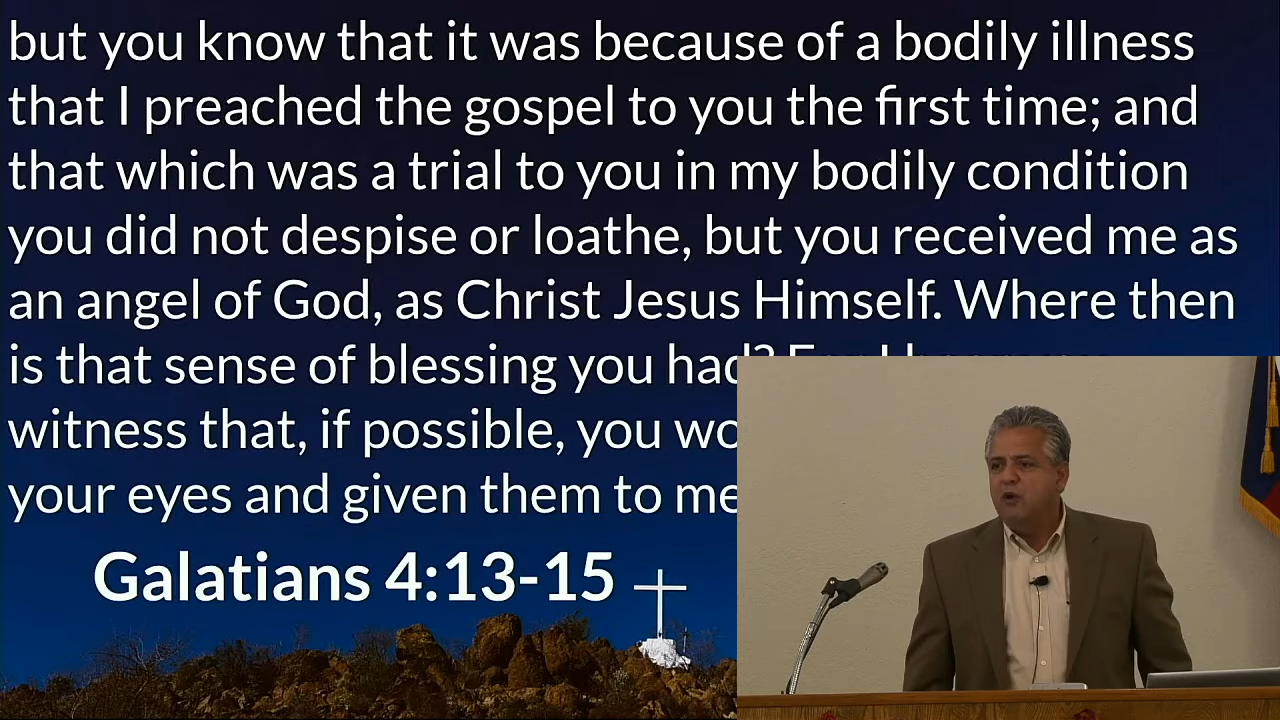 but you know that it was because of a bodily illness
that I preached the gospel to you the first time; and
that which was a trial to you in my bodily condition
you did not despise or loathe, but you received me as
an angel of God, as Christ Jesus Himself. Where then
is that sense of blessing you had? For I
witness that, if possible, you
your eyes and given them to me
Galatians 4:13-15